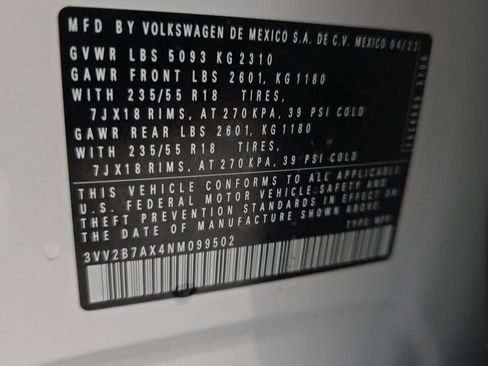 MFD BY VOLKSWAGEN DE MEXICO S.A. DE C.V. MEXICO 04/22
GVWR LBS 5093 KG 2310
GAWR FRONT LBS 2601, KG 1180
WITH 235/55 R18 TIRES,
7JX18 RIMS, AT 270 KPA, 39 PSI COLD
GAWR REAR LBS 2601, KG 1180
WITH 235/55 R18 TIRES,
7JX18 RIMS, AT 270 KPA, 39 PSI COLD
THIS VEHICLE CONFORMS TO ALL APPLICABLE
U.S. FEDERAL MOTOR VEHICLE SAFETY AND
THEFT PREVENTION STANDARDS IN EFFECT ON
THE DATE OF MANUFACTURE SHOWN ABOVE.
3VV2B7AX4NM099502
TYPE